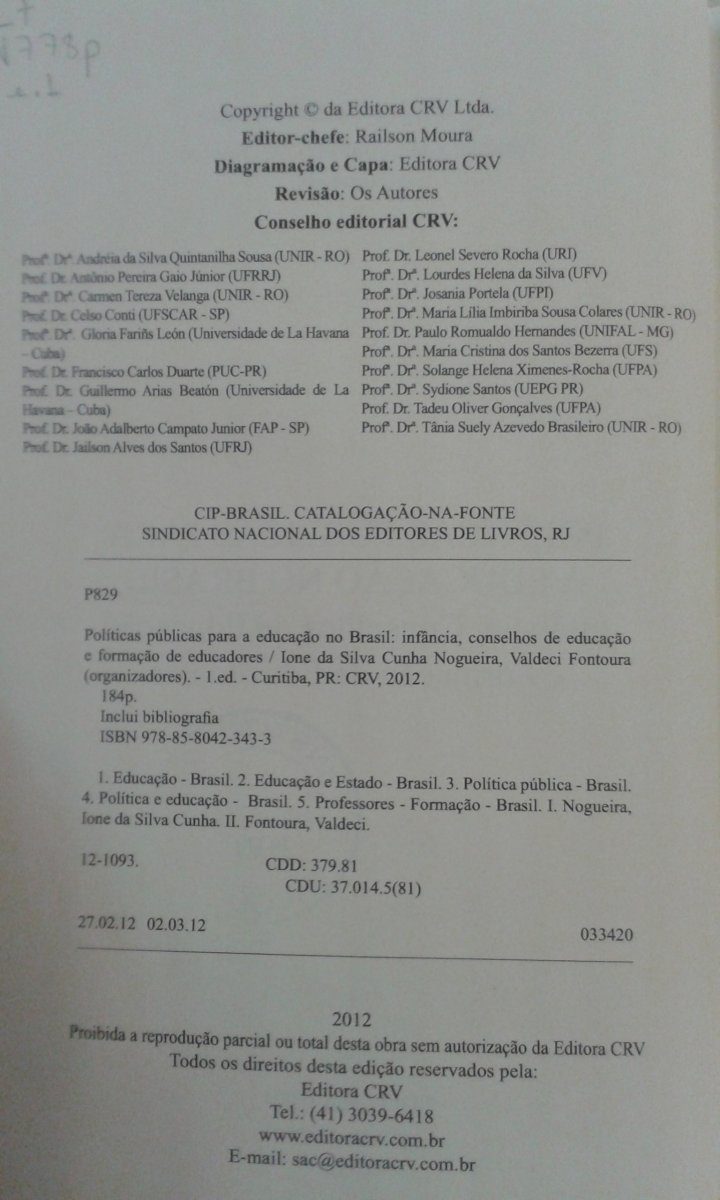 1778p
e.1
Copyright © da Editora CRV Ltda.
Editor-chefe: Railson Moura
Diagramação e Capa: Editora CRV
Revisão: Os Autores
Conselho editorial CRV:
Profª. Drª. Andréia da Silva Quintanilha Sousa (UNIR - RO)
Prof. Dr. Antônio Pereira Gaio Júnior (UFRRJ)
Profª. Drª. Carmen Tereza Velanga (UNIR - RO)
Prof. Dr. Celso Conti (UFSCAR - SP)
Profª. Drª. Gloria Fariñs León (Universidade de La Havana
– Cuba)
Prof. Dr. Francisco Carlos Duarte (PUC-PR)
Prof. Dr. Guillermo Arias Beatón (Universidade de La
Havana – Cuba)
Prof. Dr. João Adalberto Campato Junior (FAP - SP)
Prof. Dr. Jailson Alves dos Santos (UFRJ)
Prof. Dr. Leonel Severo Rocha (URI)
Profª. Drª. Lourdes Helena da Silva (UFV)
Profª. Drª. Josania Portela (UFPI)
Profª. Drª. Maria Lília Imbiriba Sousa Colares (UNIR - RO)
Prof. Dr. Paulo Romualdo Hernandes (UNIFAL - MG)
Profª. Drª. Maria Cristina dos Santos Bezerra (UFS)
Profª. Drª. Solange Helena Ximenes-Rocha (UFPA)
Profª. Drª. Sydione Santos (UEPG PR)
Prof. Dr. Tadeu Oliver Gonçalves (UFPA)
Profª. Drª. Tânia Suely Azevedo Brasileiro (UNIR - RO)
CIP-BRASIL. CATALOGAÇÃO-NA-FONTE
SINDICATO NACIONAL DOS EDITORES DE LIVROS, RJ
P829
Políticas públicas para a educação no Brasil: infância, conselhos de educação
e formação de educadores / Ione da Silva Cunha Nogueira, Valdeci Fontoura
(organizadores). - 1.ed. - Curitiba, PR: CRV, 2012.
184p.
Inclui bibliografia
ISBN 978-85-8042-343-3
1. Educação - Brasil. 2. Educação e Estado - Brasil. 3. Política pública - Brasil.
4. Política e educação - Brasil. 5. Professores - Formação - Brasil. I. Nogueira,
Ione da Silva Cunha. II. Fontoura, Valdeci.
12-1093.
CDD: 379.81
CDU: 37.014.5(81)
27.02.12 02.03.12
033420
2012
Proibida a reprodução parcial ou total desta obra sem autorização da Editora CRV
Todos os direitos desta edição reservados pela:
Editora CRV
Tel.: (41) 3039-6418
www.editoracrv.com.br
E-mail: sac@editoracrv.com.br